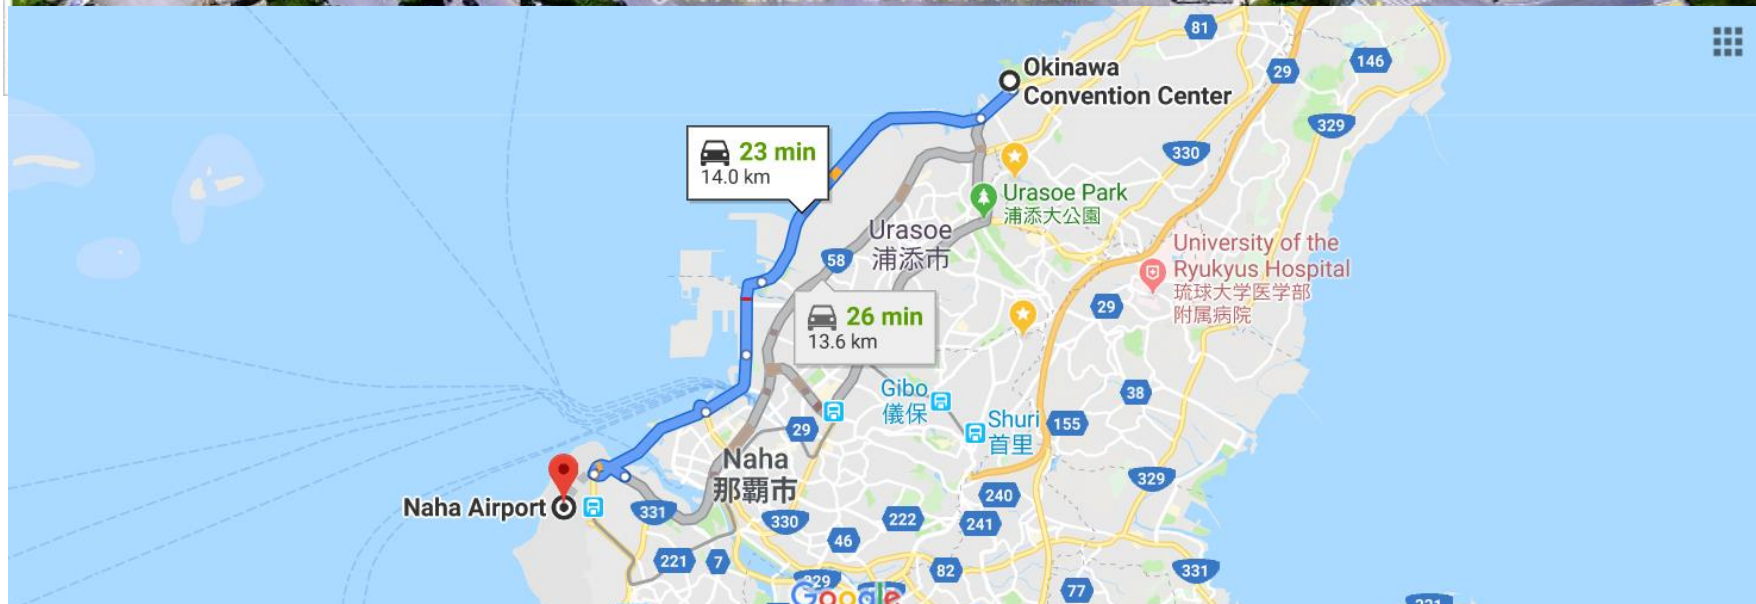 81
Okinawa
Convention Center
29
146
329
330
23 min
14.0 km
Urasoe Park
浦添大公園
Urasoe
浦添市
58
University of the
Ryukyus Hospital
琉球大学医学部
附属病院
29
26 min
13.6 km
38
Gibo
儀保
Shuri
首里
155
29
Naha
那覇市
329
Naha Airport
331
240
330
222
241
46
221
7
82
331
329
77
Google
331